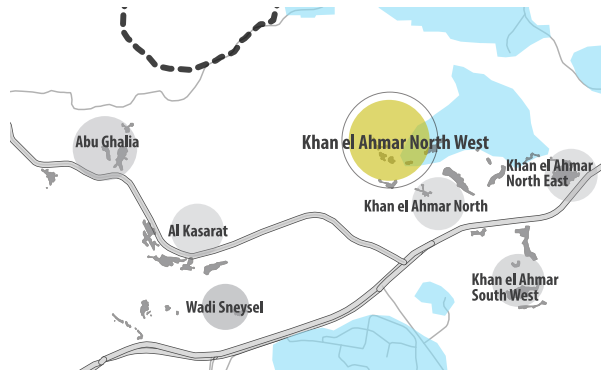 Abu Ghalia
Khan el Ahmar North West
Khan el Ahmar
North East
Khan el Ahmar North
Al Kasarat
Khan el Ahmar
South West
Wadi Sneysel